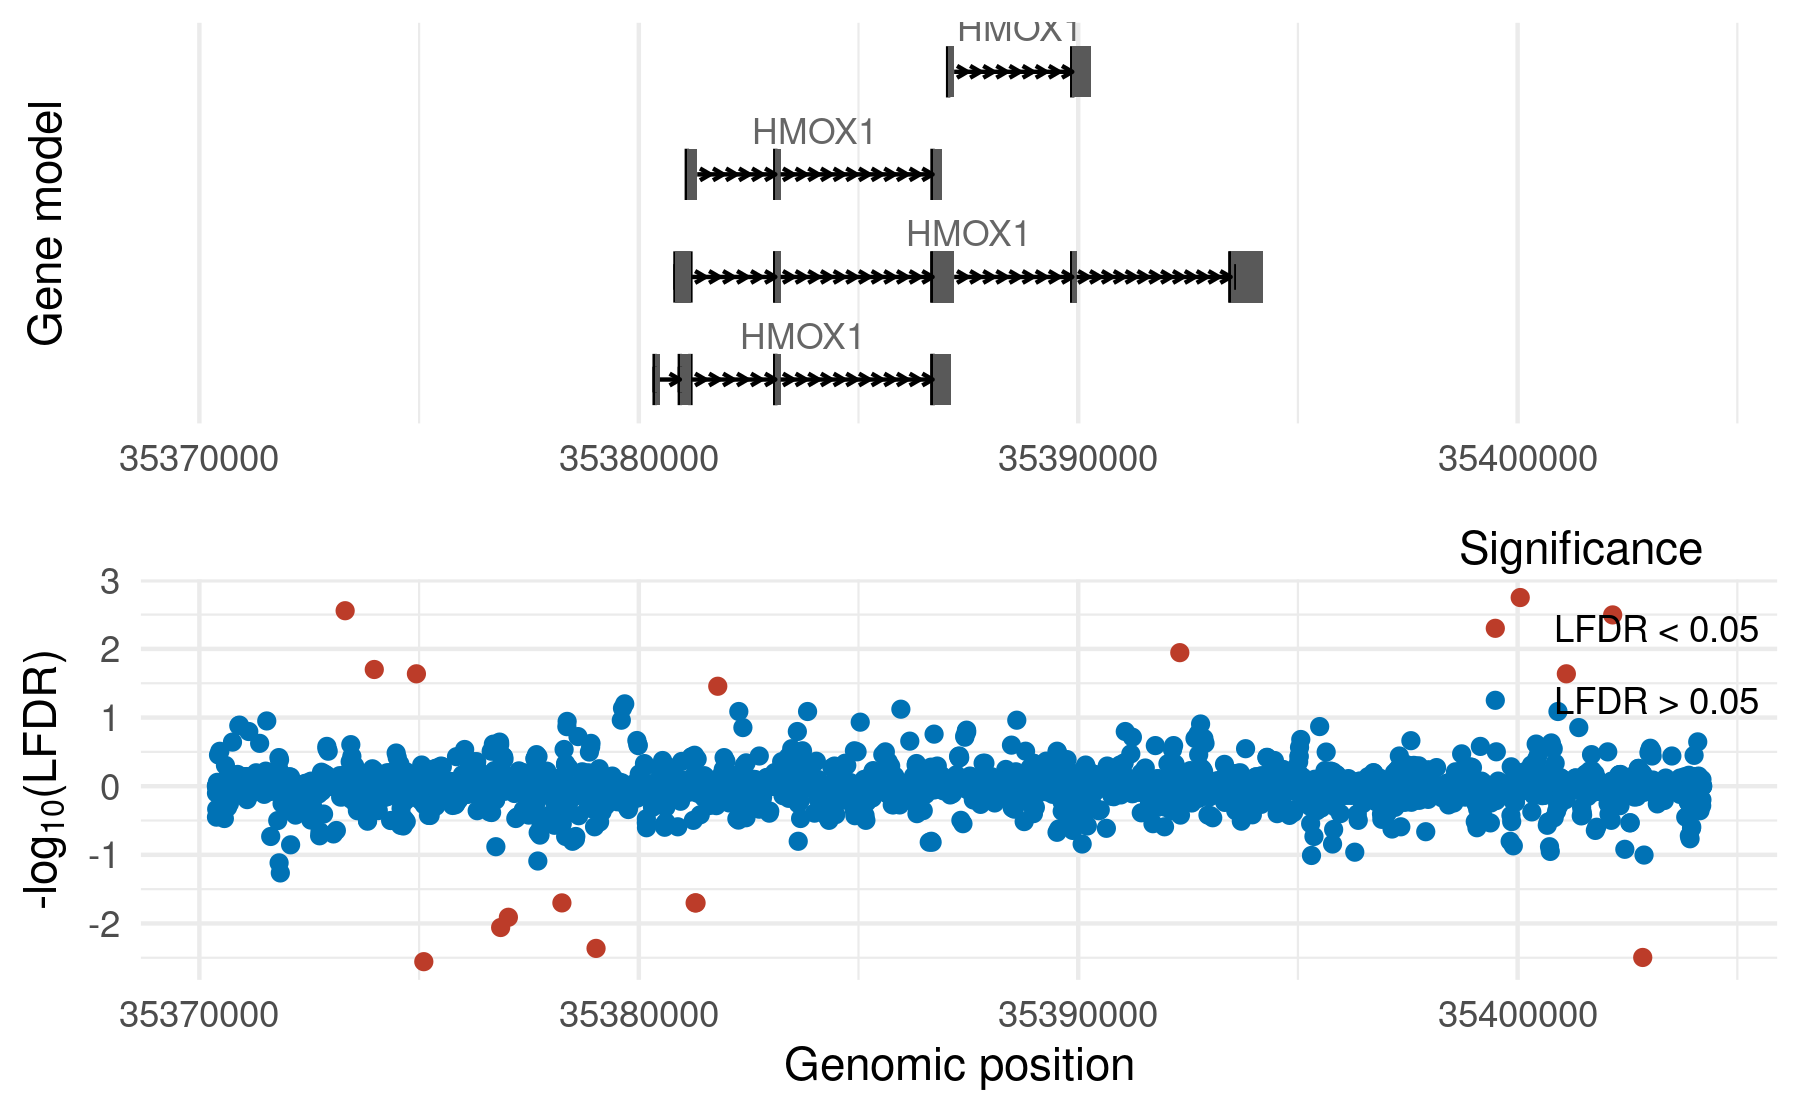 HMOX1
HMOX1
HMOX1
HMOX1
Gene model
35370000 35380000 35390000 35400000
Significance
LFDR < 0.05
LFDR > 0.05
3
2
1
0
-1
-2
-log10(LFDR)
35370000 35380000 35390000 35400000
Genomic position